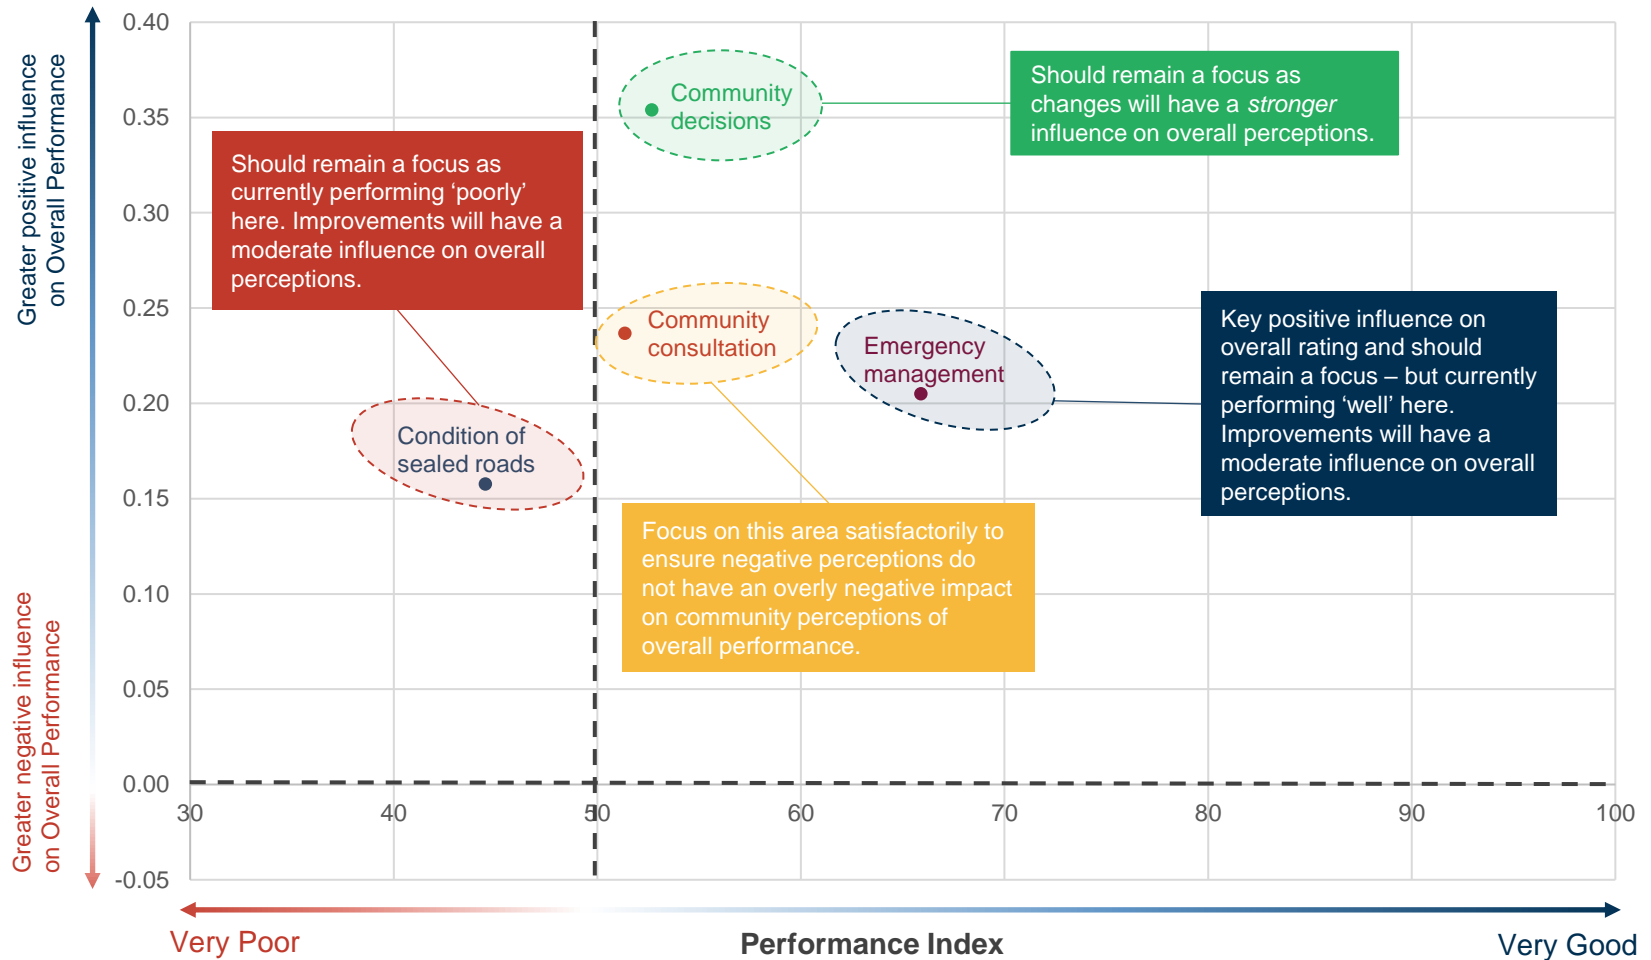 Greater positive influence
on Overall Performance
Greater negative influence
on Overall Performance
0.40
0.35
0.30
0.25
0.20
0.15
0.10
0.05
0.00
-0.05
30
40
50
60
70
80
90
100
Community
decisions
Should remain a focus as
changes will have a stronger
influence on overall perceptions.
Should remain a focus as
currently performing ‘poorly’
here. Improvements will have a
moderate influence on overall
perceptions.
Community
consultation
Emergency
management
Key positive influence on
overall rating and should
remain a focus – but currently
performing ‘well’ here.
Improvements will have a
moderate influence on overall
perceptions.
Condition of
sealed roads
Focus on this area satisfactorily to
ensure negative perceptions do
not have an overly negative impact
on community perceptions of
overall performance.
Very Poor
Performance Index
Very Good